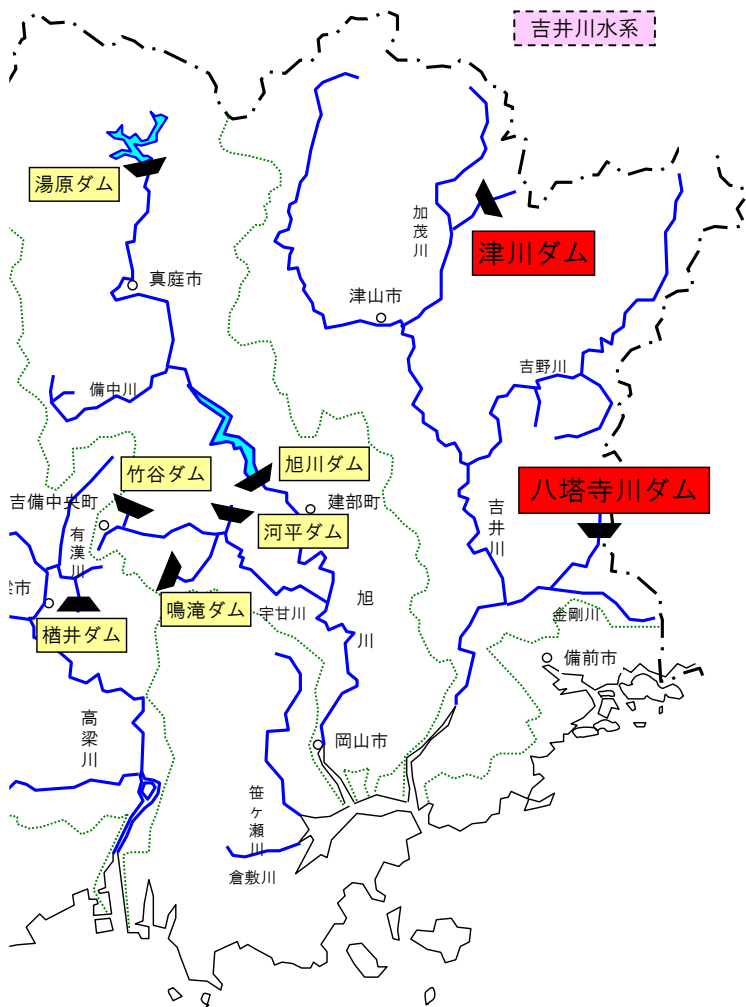 吉井川水系
湯原ダム
加茂川
津川ダム
真庭市
津山市
吉野川
備中川
竹谷ダム
旭川ダム
八塔寺川ダム
吉備中央町
建部町
吉井川
河平ダム
有漢川
梁市
鳴滝ダム
宇甘川
旭川
金剛川
楢井ダム
備前市
高梁川
岡山市
笹ヶ瀬川
倉敷川